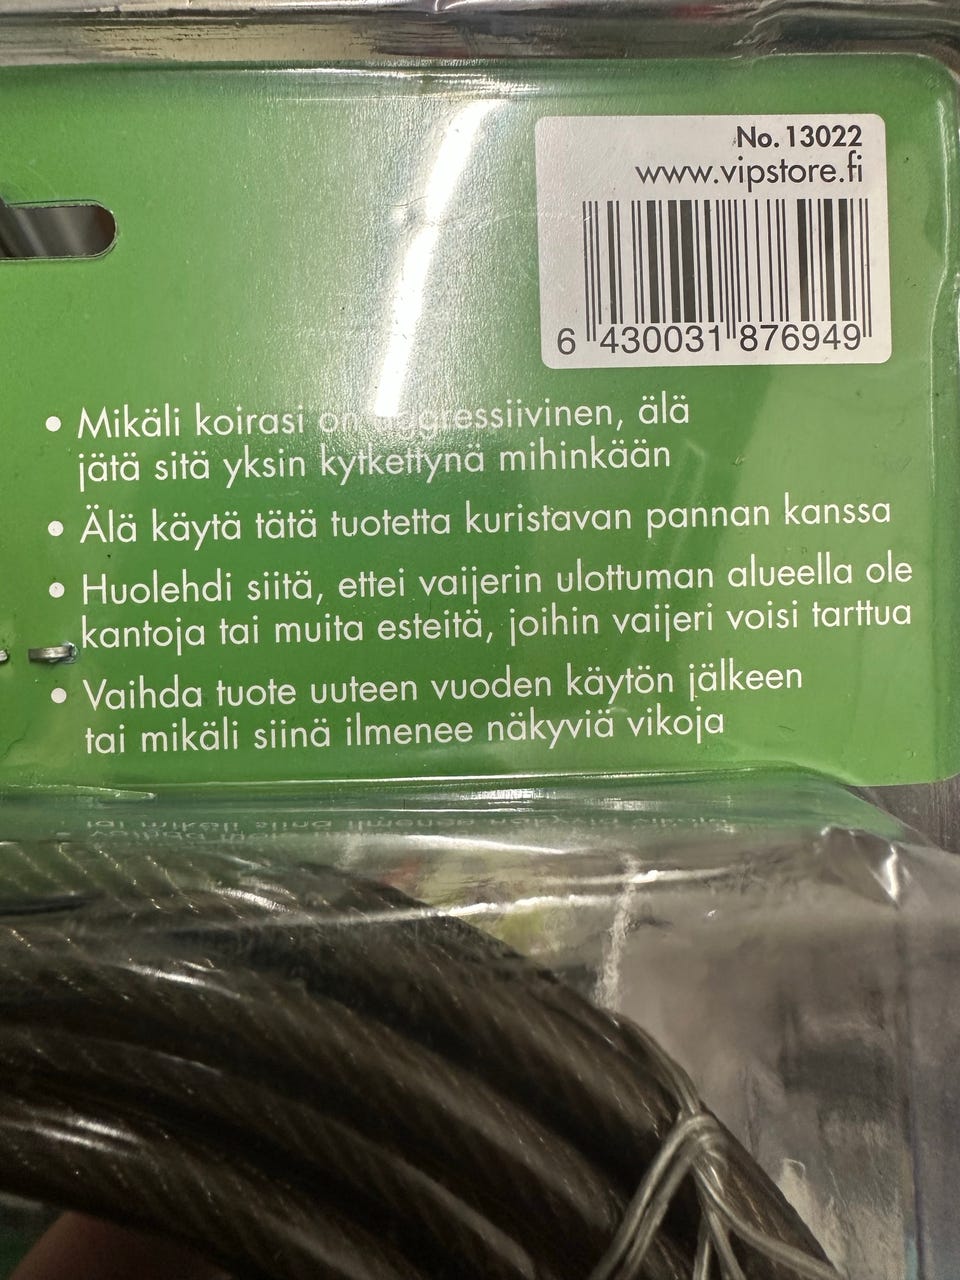 No. 13022
www.vipstore.fi
6 430031 876949
• Mikäli koirasi on aggressiivinen, älä
jätä sitä yksin kytkettynä mihinkään
• Älä käytä tätä tuotetta kuristavan pannan kanssa
• Huolehdi siitä, ettei vaijerin ulottuman alueella ole
kantoja tai muita esteitä, joihin vaijeri voisi tarttua
• Vaihda tuote uuteen vuoden käytön jälkeen
tai mikäli siinä ilmenee näkyviä vikoja